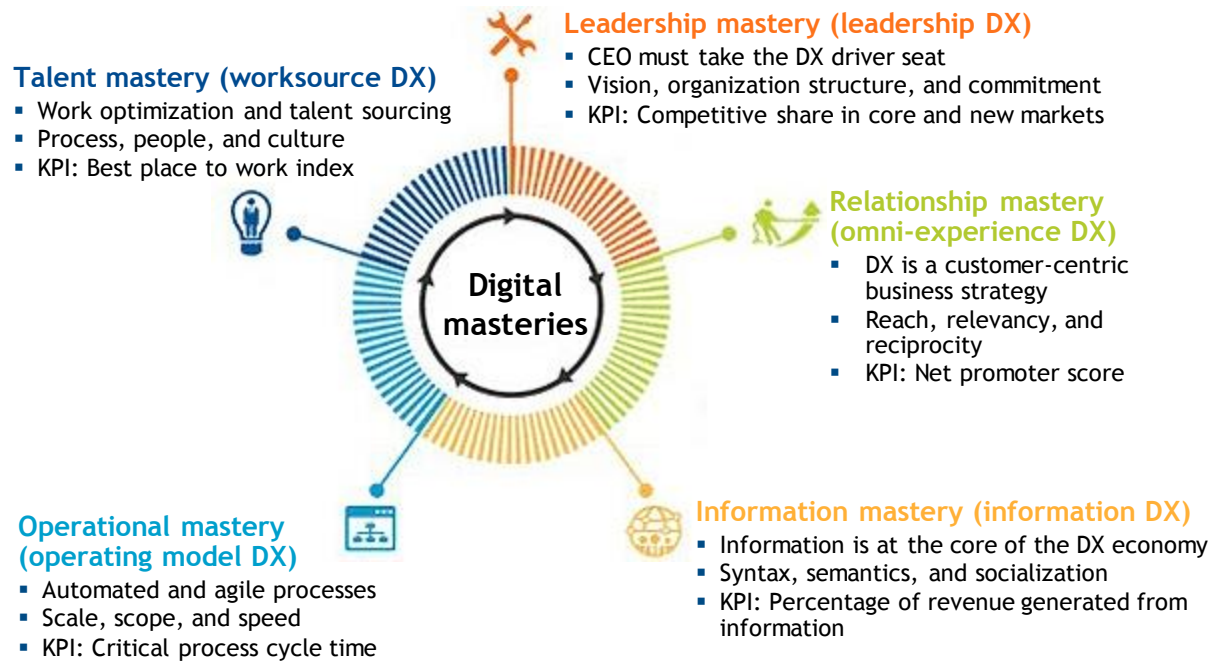 Leadership mastery (leadership DX)
▪ CEO must take the DX driver seat
▪ Vision, organization structure, and commitment
▪ KPI: Competitive share in core and new markets
Talent mastery (worksource DX)
▪ Work optimization and talent sourcing
▪ Process, people, and culture
▪ KPI: Best place to work index
Relationship mastery
(omni-experience DX)
▪ DX is a customer-centric
business strategy
▪ Reach, relevancy, and
reciprocity
▪ KPI: Net promoter score
Digital
masteries
Operational mastery
(operating model DX)
▪ Automated and agile processes
▪ Scale, scope, and speed
▪ KPI: Critical process cycle time
Information mastery (information DX)
▪ Information is at the core of the DX economy
▪ Syntax, semantics, and socialization
▪ KPI: Percentage of revenue generated from
information